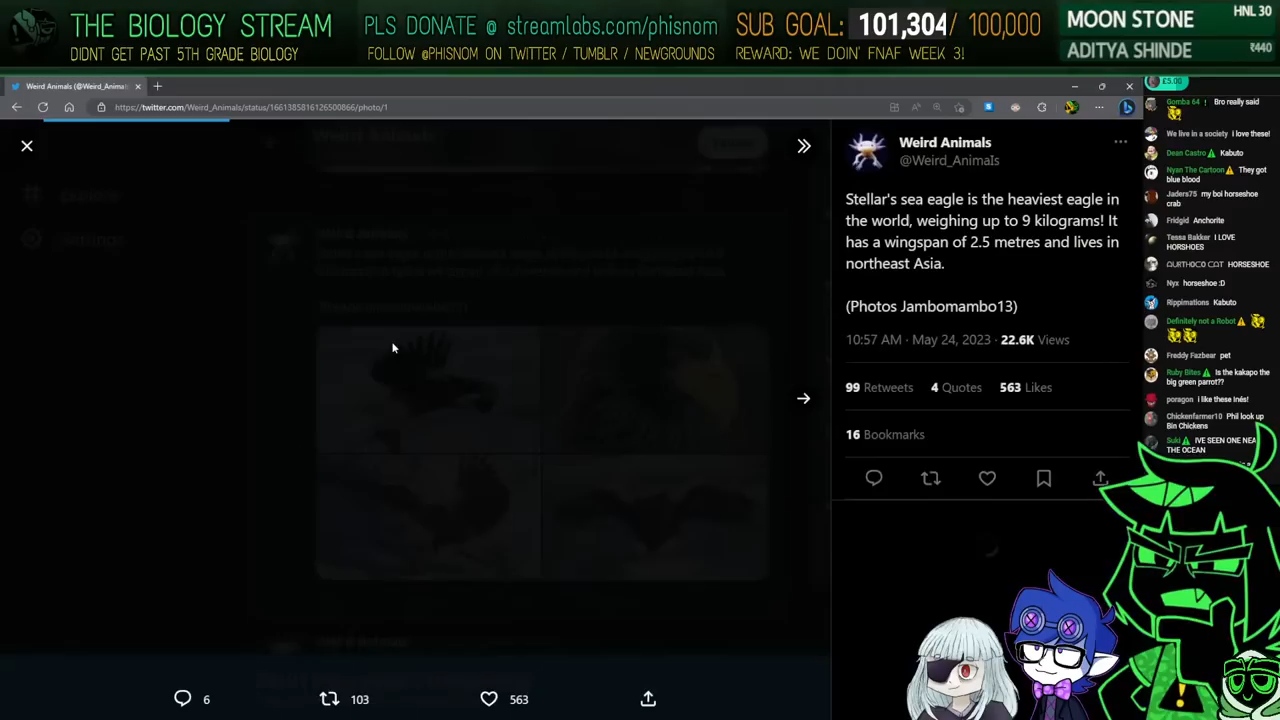 THE BIOLOGY STREAM
DIDNT GET PAST 5TH GRADE BIOLOGY
PLS DONATE @ streamlabs.com/phisnom
FOLLOW @PHISNOM ON TWITTER / TUMBLR / NEWGROUNDS
SUB GOAL: 101,304/ 100,000
REWARD: WE DOIN' FNAF WEEK 3!
MOON STONE HNL 30
ADITYA SHINDE ₹440
Weird Animals (@Weird_Animals
https://twitter.com/Weird_Animals/status/1661385816126500866/photo/1
Weird Animals
@Weird_Animals
Stellar's sea eagle is the heaviest eagle in
the world, weighing up to 9 kilograms! It
has a wingspan of 2.5 metres and lives in
northeast Asia.
(Photos Jambomambo13)
10:57 AM · May 24, 2023 · 22.6K Views
99 Retweets 4 Quotes 563 Likes
16 Bookmarks
6 103 563
£5.00
Gomba 64 ! Bro really said
We live in a society i love these!
Dean Castro Kabuto
Nyan The Cartoon They got
blue blood
Jaders75 my boi horseshoe
crab
Fridgid Anchorite
Tessa Bakker I LOVE
HORSHOES
AURTHOCO CAT HORSESHOE
Nyx horseshoe :D
Rippimations Kabuto
Definitely not a Robot
Freddy Fazbear pet
Ruby Bites Is the kakapo the
big green parrot??
poragon i like these Inés!
Chickenfarmer10 Phil look up
Bin Chickens
Suki IVE SEEN ONE NEA
THE OCEAN